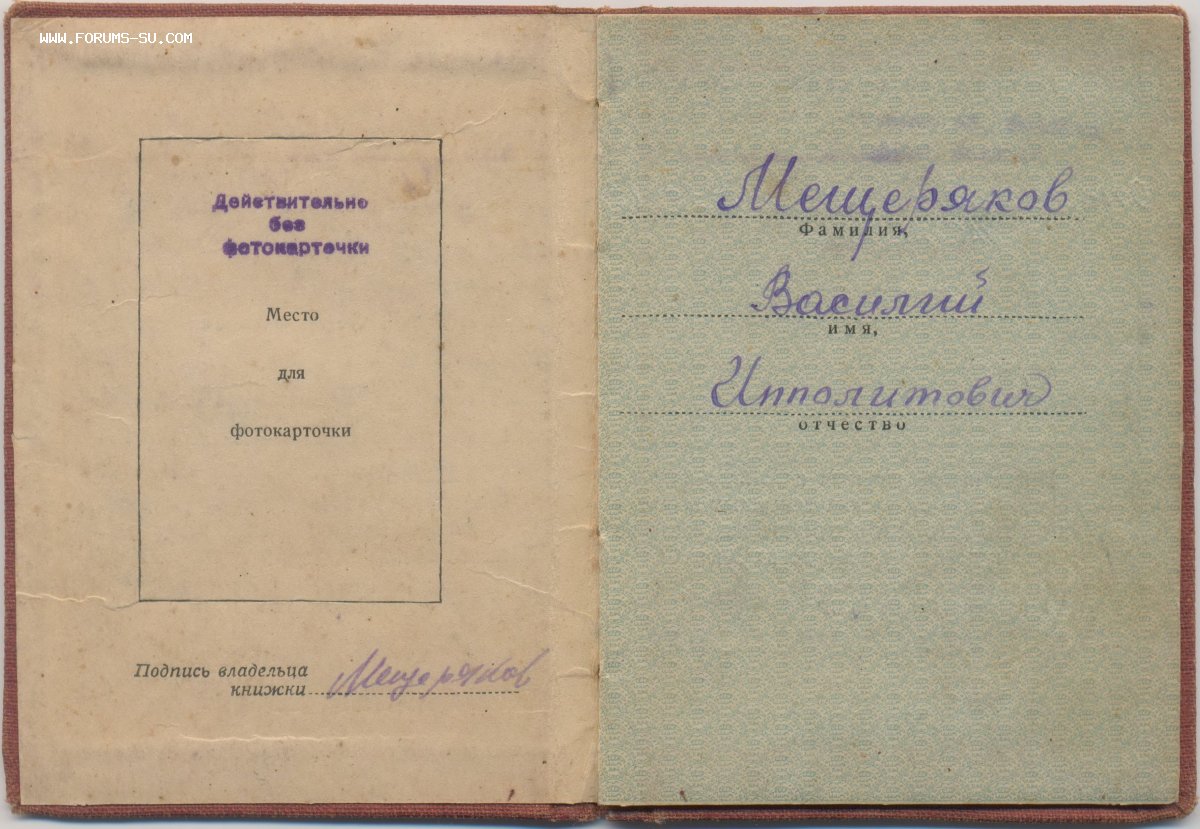 WWW.FORUMS-SU.COM
Действительно
без
фотокарточки
Место
для
фотокарточки
Подпись владельца
книжки Мещеряков
Мещеряков
Фамилия,
Василий
имя,
Ипполитович
отчество